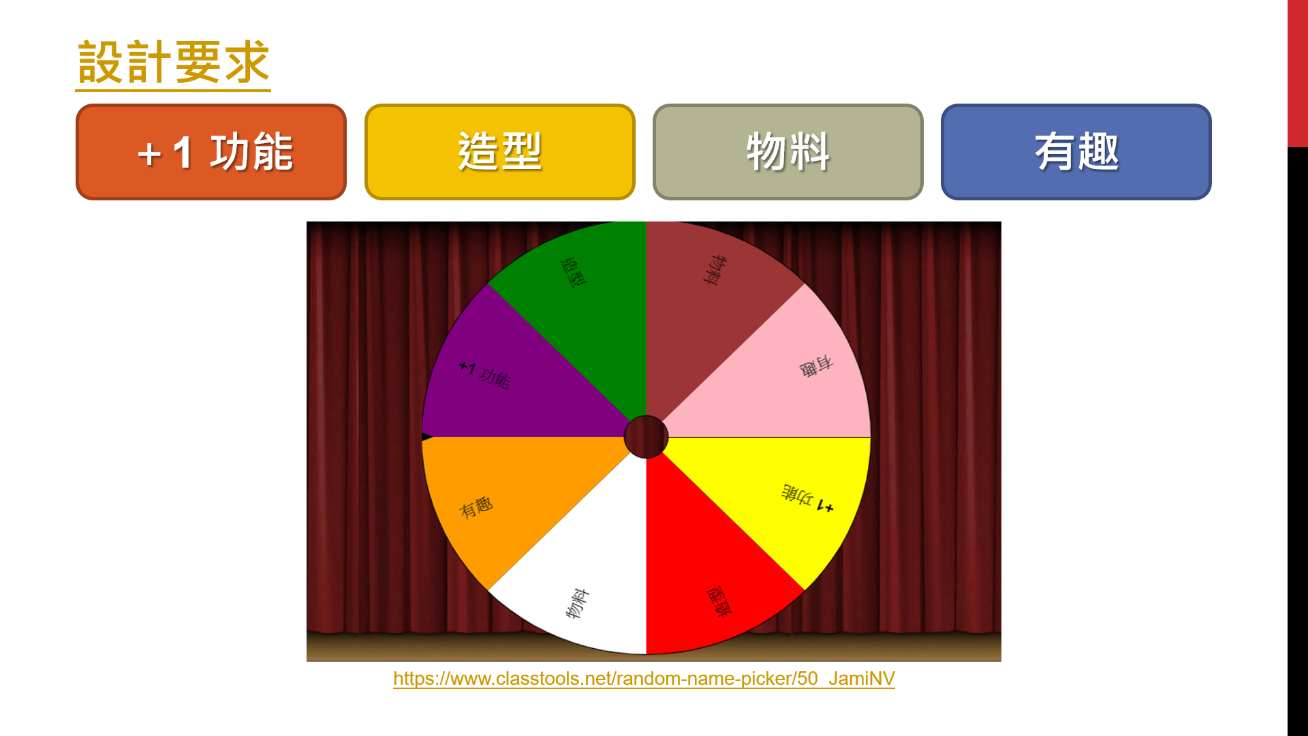 設計要求
+ 1 功能
造型
物料
有趣
造型
物料
+1 功能
有趣
有趣
+1 功能
物料
造型
https://www.classtools.net/random-name-picker/50_JamiNV